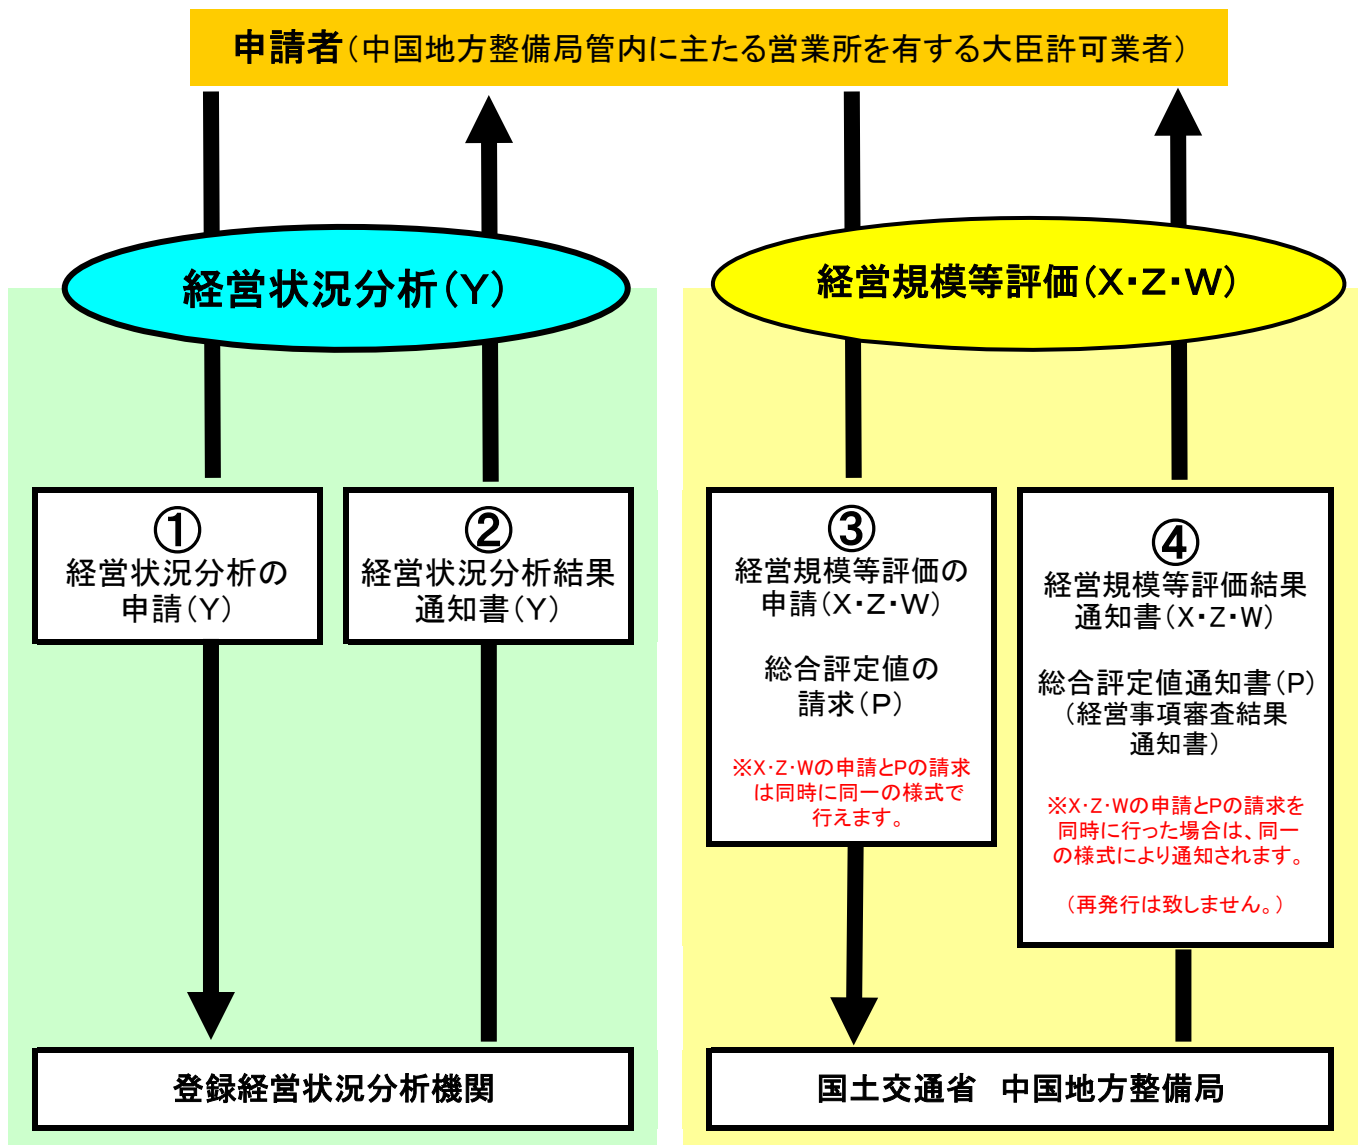 申請者（中国地方整備局管内に主たる営業所を有する大臣許可業者）
経営状況分析（Y）
経営規模等評価（X・Z・W）
①
経営状況分析の
申請（Y）
②
経営状況分析結果
通知書（Y）
③
経営規模等評価の
申請（X・Z・W）
総合評定値の
請求（P）
※X・Z・Wの申請とPの請求
は同時に同一の様式で
行えます。
④
経営規模等評価結果
通知書（X・Z・W）
総合評定値通知書（P）
（経営事項審査結果
通知書）
※X・Z・Wの申請とPの請求を
同時に行った場合は、同一
の様式により通知されます。
（再発行は致しません。）
登録経営状況分析機関
国土交通省　中国地方整備局